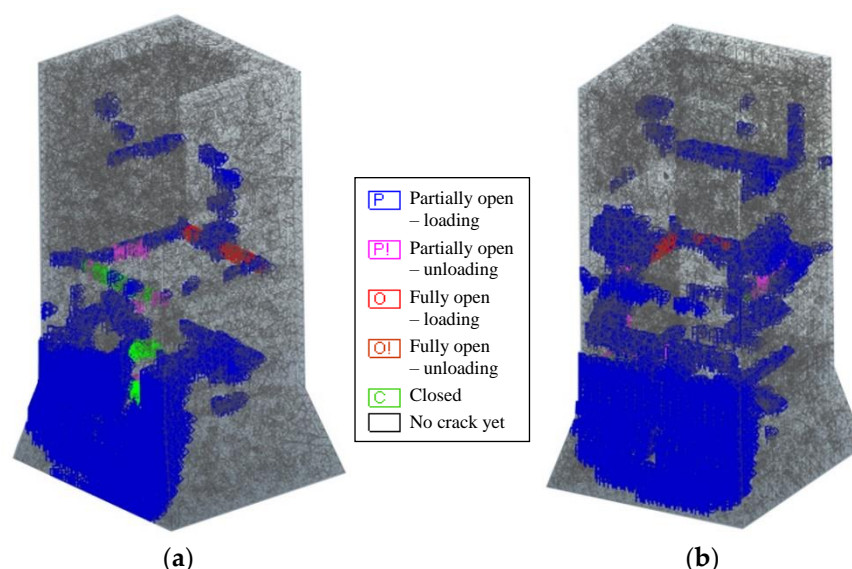 P Partially open
– loading
P! Partially open
– unloading
O Fully open
– loading
O! Fully open
– unloading
C Closed
No crack yet
(a)
(b)